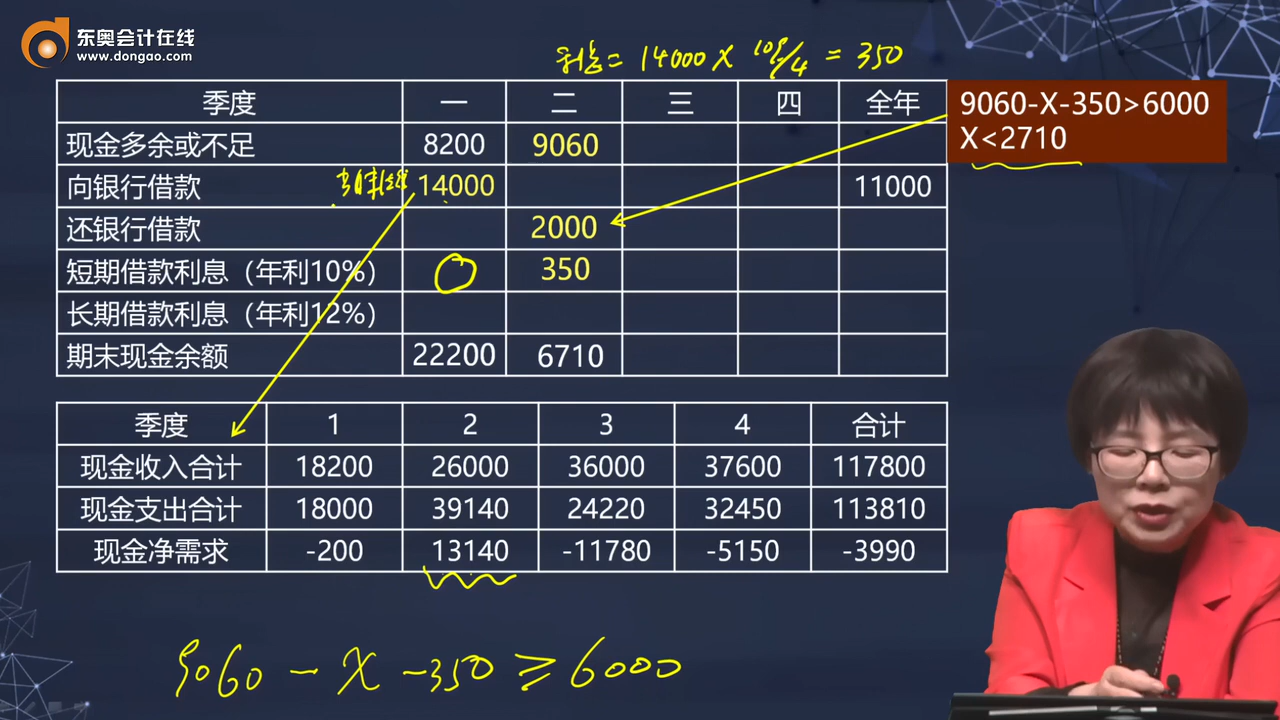 东奥会计在线
www.dongao.com
利息= 14000 X 10%/4 = 350
季度 一 二 三 四 全年
现金多余或不足 8200 9060
向银行借款 14000 11000
还银行借款 2000
短期借款利息（年利10%） 350
长期借款利息（年利12%）
期末现金余额 22200 6710
9060-X-350>6000
X<2710
季度 1 2 3 4 合计
现金收入合计 18200 26000 36000 37600 117800
现金支出合计 18000 39140 24220 32450 113810
现金净需求 -200 13140 -11780 -5150 -3990
9060 - X -350 ≥ 6000